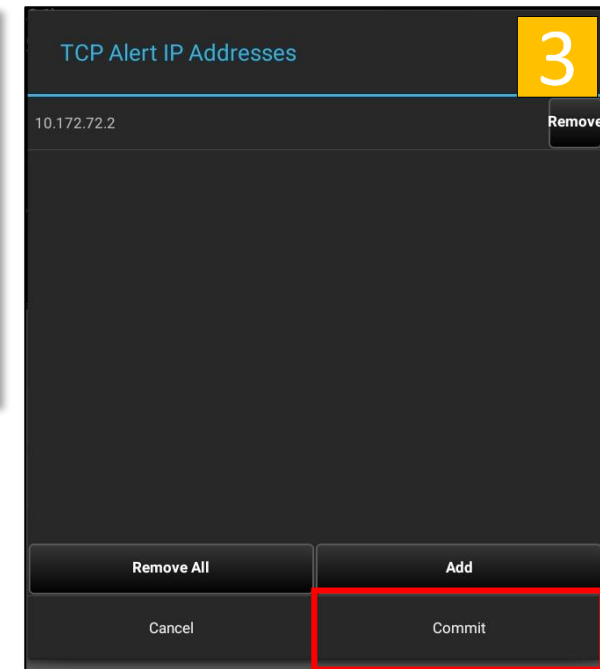 TCP Alert IP Addresses
3
10.172.72.2
Remove
Remove All
Add
Cancel
Commit